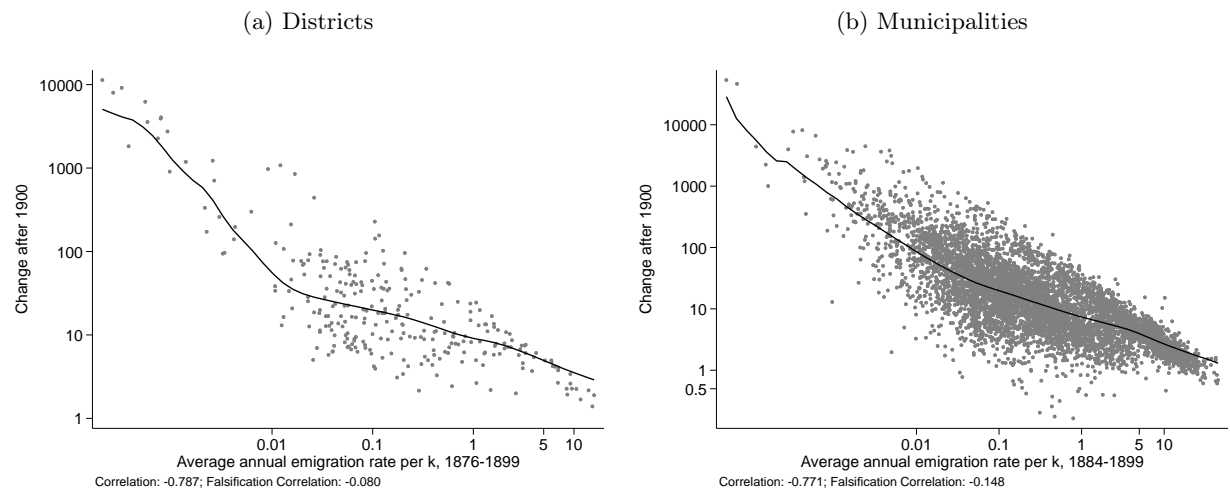 (a) Districts
10000
1000
100
10
1
Change after 1900
0.01 0.1 1 5 10
Average annual emigration rate per k, 1876-1899
Correlation: -0.787; Falsification Correlation: -0.080
(b) Municipalities
10000
1000
100
10
1
0.5
Change after 1900
0.01 0.1 1 5 10
Average annual emigration rate per k, 1884-1899
Correlation: -0.771; Falsification Correlation: -0.148